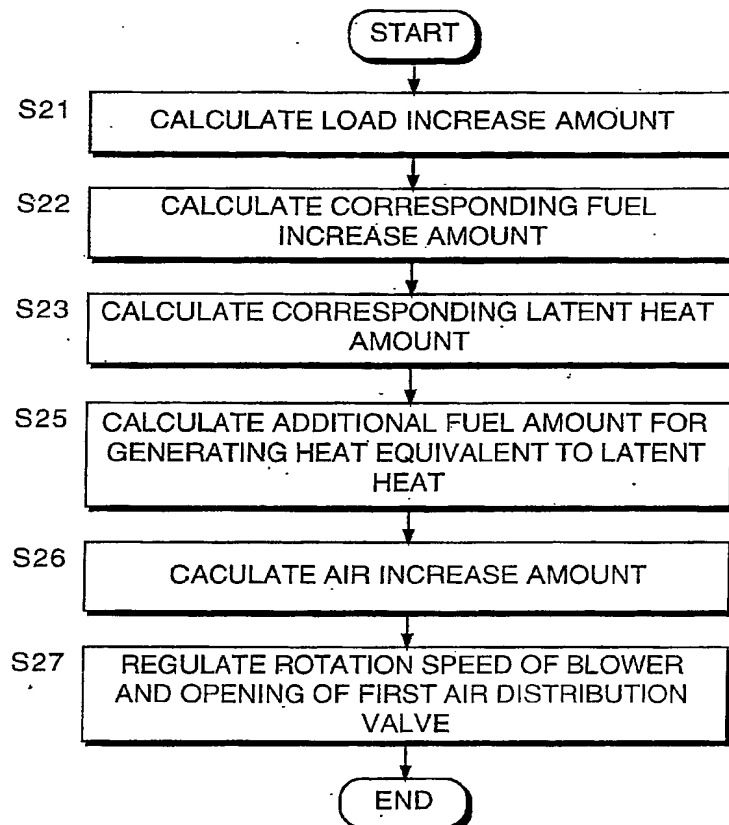 START
S21
CALCULATE LOAD INCREASE AMOUNT
S22
CALCULATE CORRESPONDING FUEL
INCREASE AMOUNT
S23
CALCULATE CORRESPONDING LATENT HEAT
AMOUNT
S25
CALCULATE ADDITIONAL FUEL AMOUNT FOR
GENERATING HEAT EQUIVALENT TO LATENT
HEAT
S26
CACULATE AIR INCREASE AMOUNT
S27
REGULATE ROTATION SPEED OF BLOWER
AND OPENING OF FIRST AIR DISTRIBUTION
VALVE
END